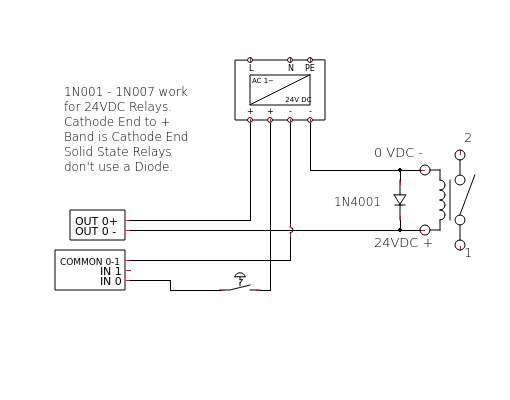 L N PE
AC 1~
24V DC
+ + - -
1N001 - 1N007 work
for 24VDC Relays.
Cathode End to +
Band is Cathode End
Solid State Relays
don't use a Diode.
2
0 VDC -
1N4001
24VDC +
1
OUT 0+
OUT 0 -
COMMON 0-1
IN 1
IN 0